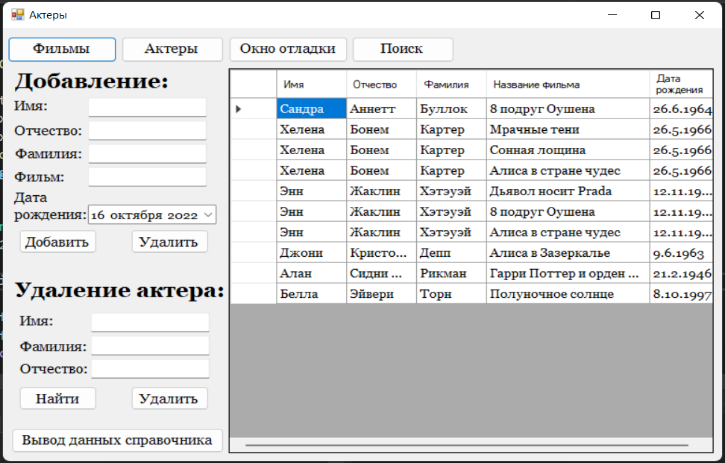 Актеры
Фильмы Актеры Окно отладки Поиск
Добавление:
Имя:
Отчество:
Фамилия:
Фильм:
Дата
рождения: 16 октября 2022
Добавить Удалить
Удаление актера:
Имя:
Фамилия:
Отчество:
Найти Удалить
Вывод данных справочника
Имя Отчество Фамилия Название фильма Дата рождения
Сандра Аннетт Буллок 8 подруг Оушена 26.6.1964
Хелена Бонем Картер Мрачные тени 26.5.1966
Хелена Бонем Картер Сонная лощина 26.5.1966
Хелена Бонем Картер Алиса в стране чудес 26.5.1966
Энн Жаклин Хэтэуэй Дьявол носит Prada 12.11.19...
Энн Жаклин Хэтэуэй 8 подруг Оушена 12.11.19...
Энн Жаклин Хэтэуэй Алиса в стране чудес 12.11.19...
Джони Кристо... Депп Алиса в Зазеркалье 9.6.1963
Алан Сидни ... Рикман Гарри Поттер и орден ... 21.2.1946
Белла Эйвери Торн Полуночное солнце 8.10.1997